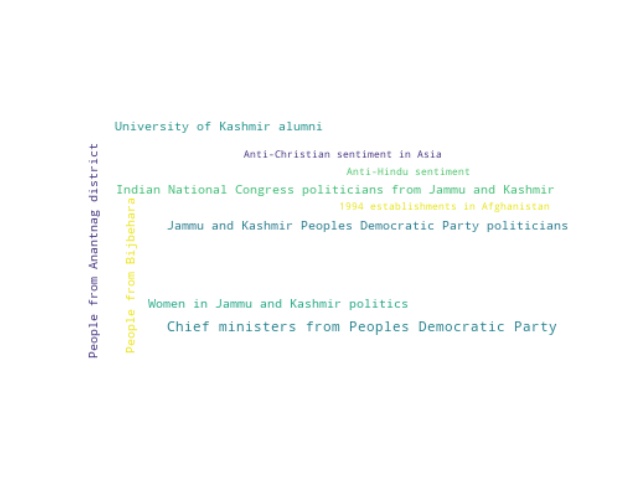 University of Kashmir alumni
Anti-Christian sentiment in Asia
Anti-Hindu sentiment
Indian National Congress politicians from Jammu and Kashmir
1994 establishments in Afghanistan
Jammu and Kashmir Peoples Democratic Party politicians
Women in Jammu and Kashmir politics
Chief ministers from Peoples Democratic Party
People from Anantnag district
People from Bijbehara